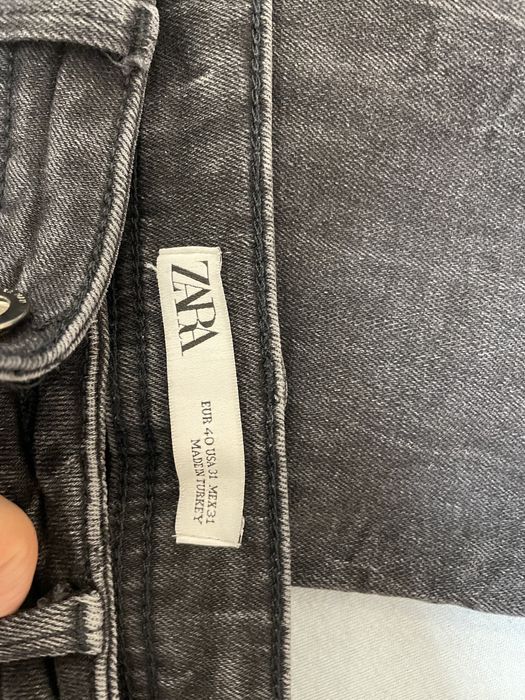 ZARA
EUR 40 USA 31 MEX 31
MADE IN TURKEY